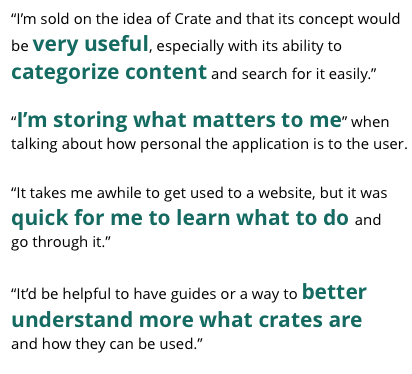 “I’m sold on the idea of Crate and that its concept would
be very useful, especially with its ability to
categorize content and search for it easily.”
“I’m storing what matters to me” when
talking about how personal the application is to the user.
“It takes me awhile to get used to a website, but it was
quick for me to learn what to do and
go through it.”
“It’d be helpful to have guides or a way to better
understand more what crates are
and how they can be used.”